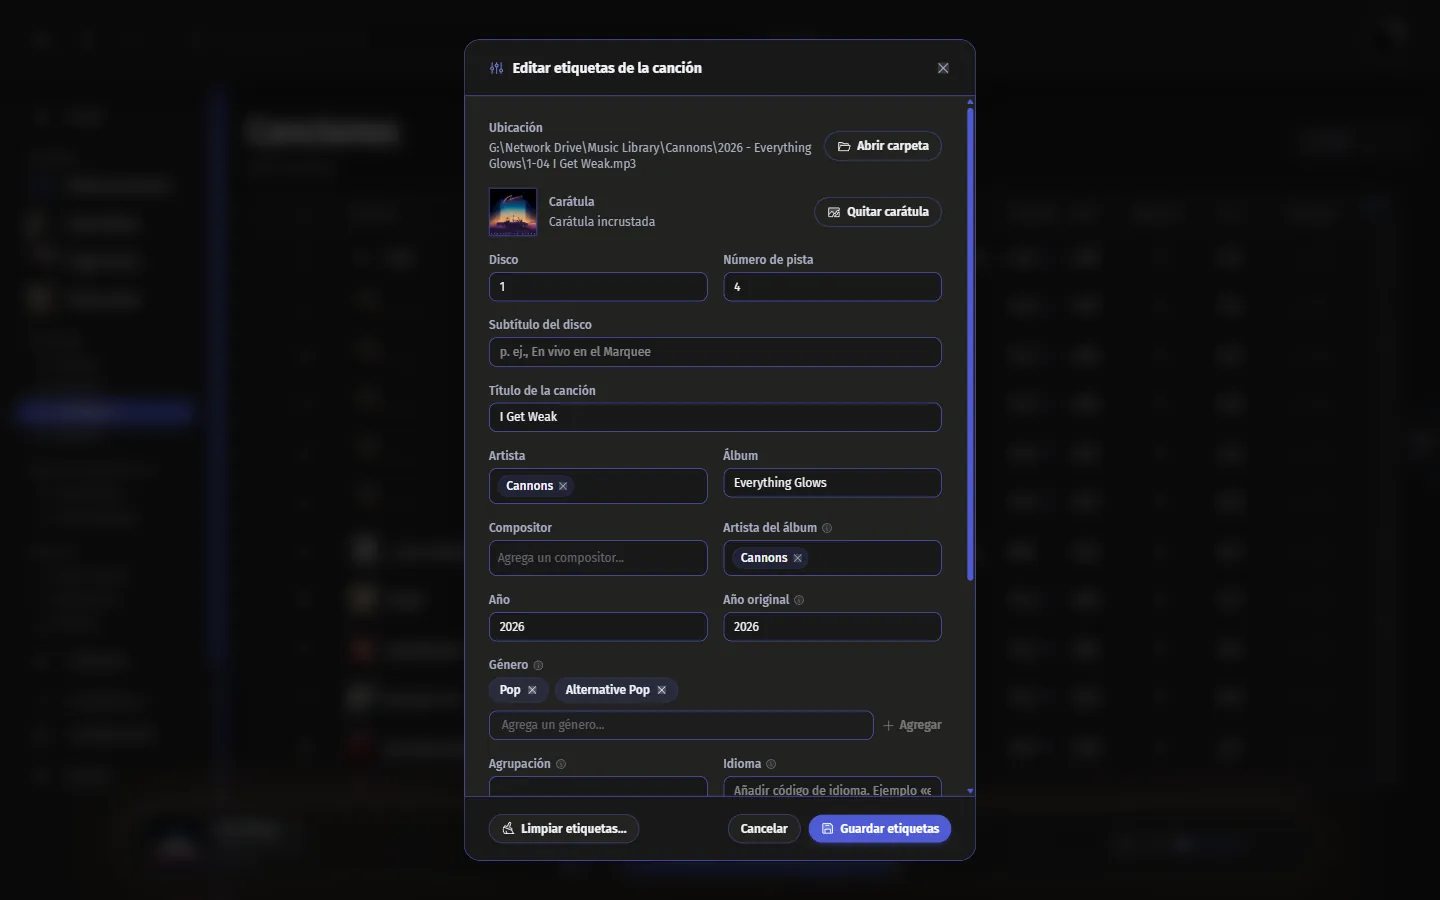 Editar etiquetas de la canción
Ubicación
G:\Network Drive\Music Library\Cannons\2026 - Everything
Glows\1-04 I Get Weak.mp3
Abrir carpeta
Carátula
Carátula incrustada
Quitar carátula
Disco
Número de pista
1
4
Subtítulo del disco
p. ej., En vivo en el Marquee
Título de la canción
I Get Weak
Artista
Álbum
Cannons
Everything Glows
Compositor
Artista del álbum
Agrega un compositor...
Cannons
Año
Año original
2026
2026
Género
Pop
Alternative Pop
Agrega un género...
Agregar
Agrupación
Idioma
Añadir código de idioma. Ejemplo «e
Limpiar etiquetas...
Cancelar
Guardar etiquetas